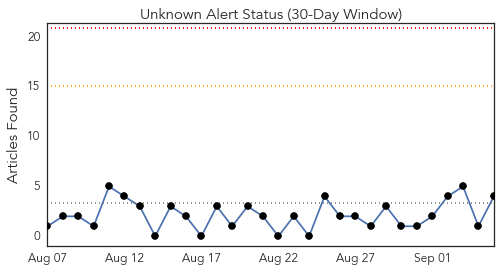 Unknown Alert Status (30-Day Window)
Articles Found
20
15
10
5
0
Aug 07 Aug 12 Aug 17 Aug 22 Aug 27 Sep 01